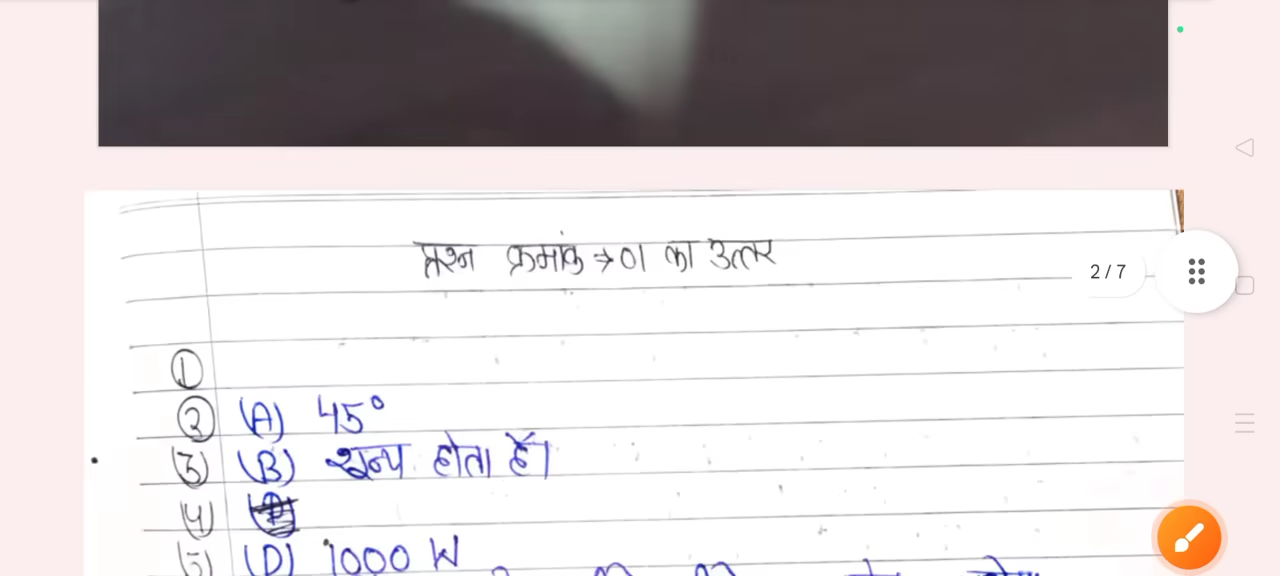 प्रश्न क्रमांक → 01 का उत्तर
2 / 7
①
② (A) 45°
(3) (B) शून्य होता हैं।
(4)
(5) (D) 1000 W